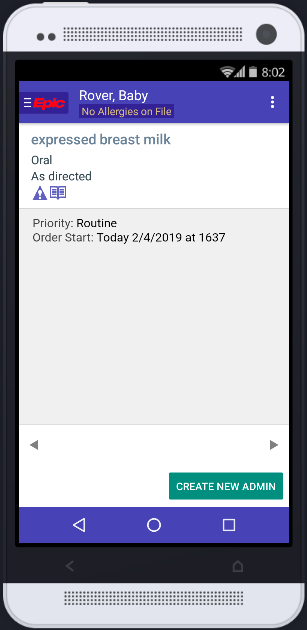 8:02
Epic
Rover, Baby
No Allergies on File
expressed breast milk
Oral
As directed
Priority: Routine
Order Start: Today 2/4/2019 at 1637
CREATE NEW ADMIN